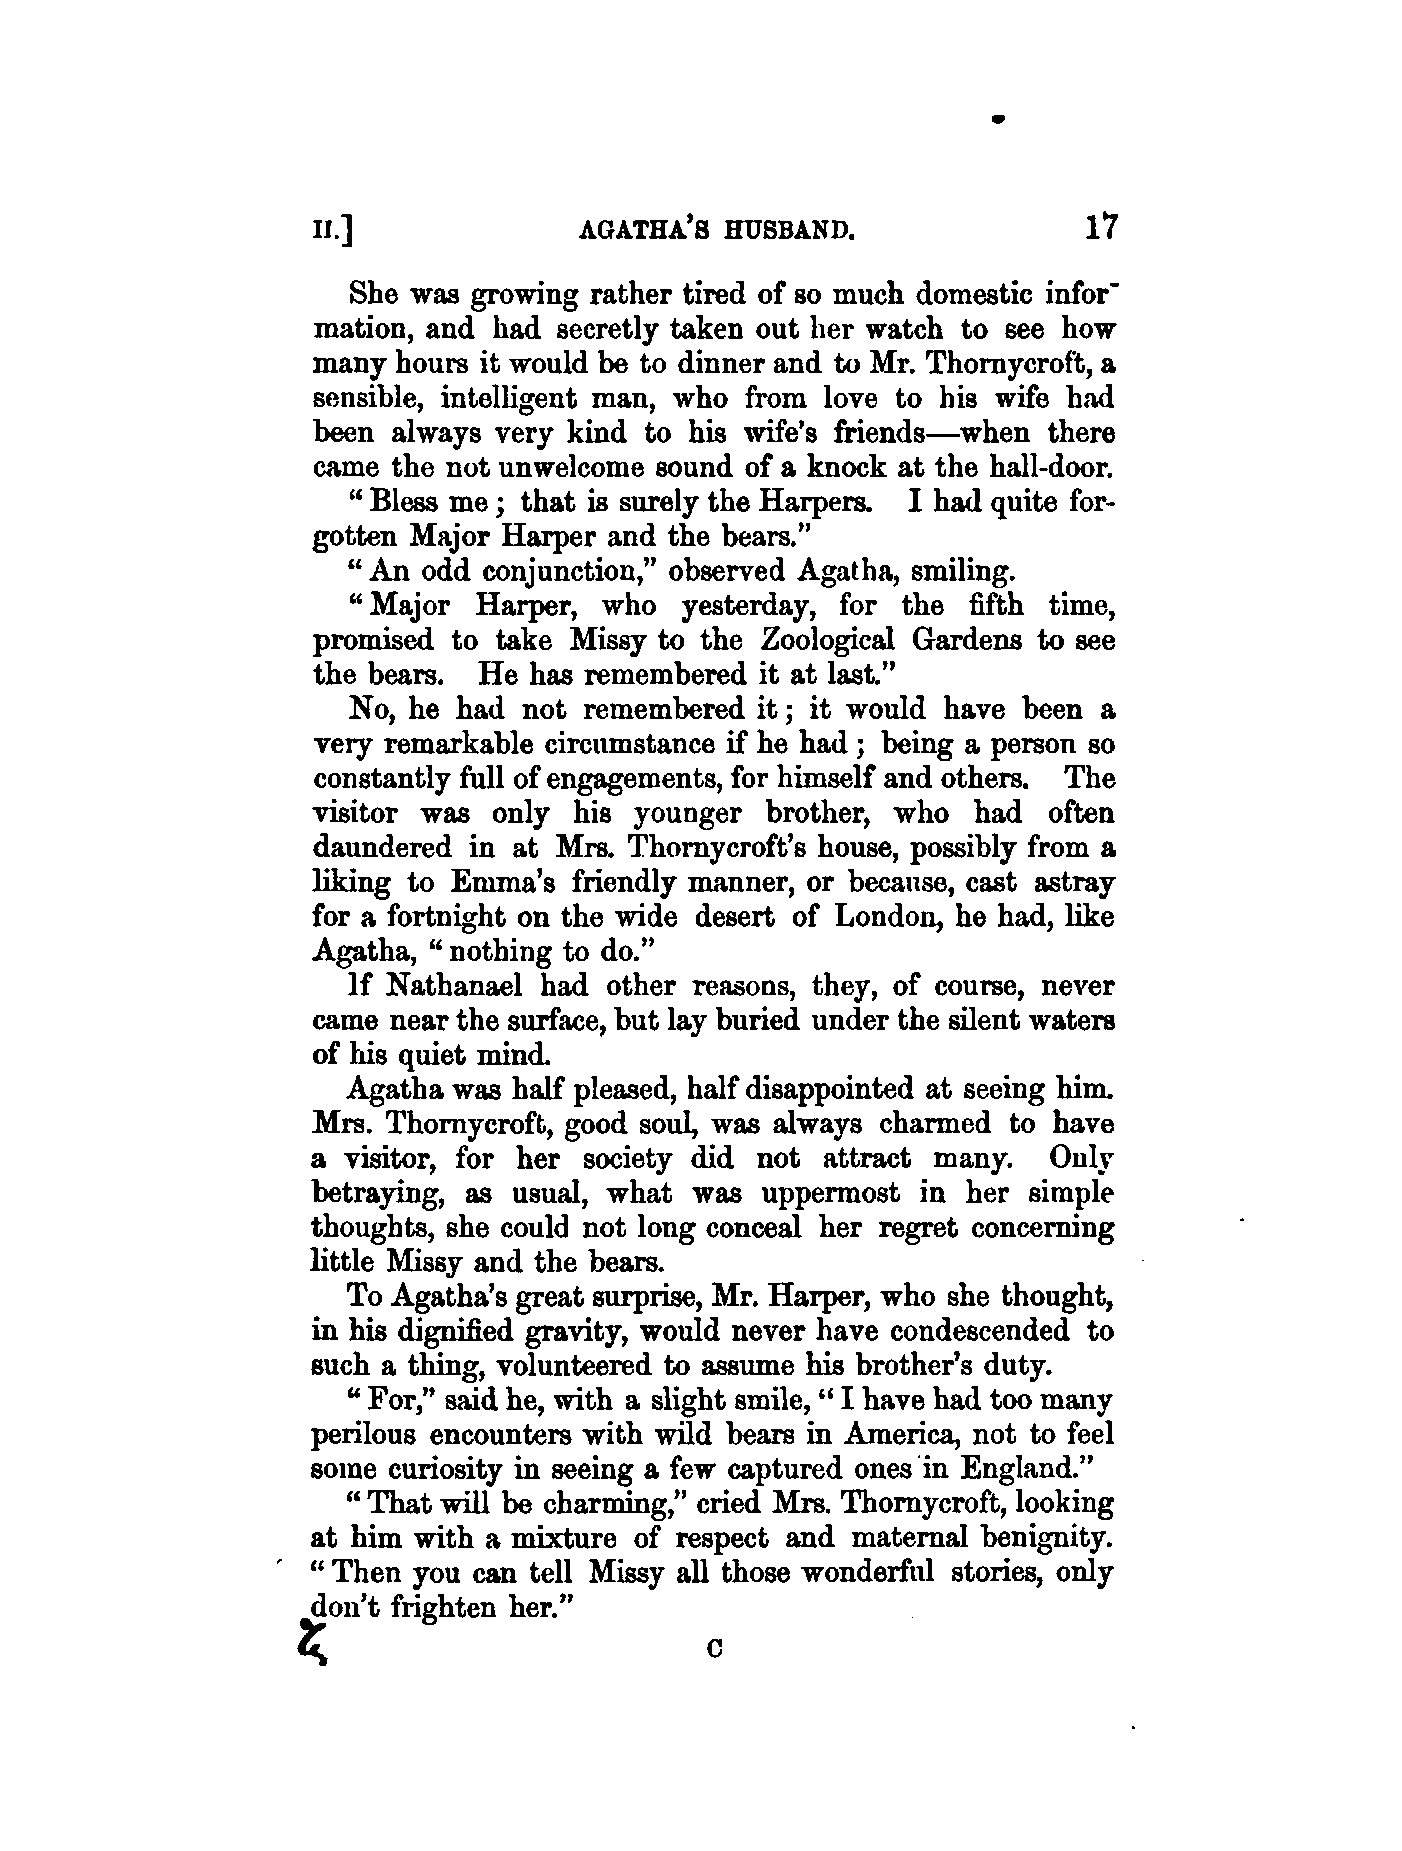 II.] AGATHA'S HUSBAND. 17
She was growing rather tired of so much domestic infor-
mation, and had secretly taken out her watch to see how
many hours it would be to dinner and to Mr. Thornycroft, a
sensible, intelligent man, who from love to his wife had
been always very kind to his wife's friends—when there
came the not unwelcome sound of a knock at the hall-door.
"Bless me; that is surely the Harpers. I had quite for-
gotten Major Harper and the bears."
"An odd conjunction," observed Agatha, smiling.
"Major Harper, who yesterday, for the fifth time,
promised to take Missy to the Zoological Gardens to see
the bears. He has remembered it at last."
No, he had not remembered it; it would have been a
very remarkable circumstance if he had; being a person so
constantly full of engagements, for himself and others. The
visitor was only his younger brother, who had often
daundered in at Mrs. Thornycroft's house, possibly from a
liking to Emma's friendly manner, or because, cast astray
for a fortnight on the wide desert of London, he had, like
Agatha, "nothing to do."
If Nathanael had other reasons, they, of course, never
came near the surface, but lay buried under the silent waters
of his quiet mind.
Agatha was half pleased, half disappointed at seeing him.
Mrs. Thornycroft, good soul, was always charmed to have
a visitor, for her society did not attract many. Only
betraying, as usual, what was uppermost in her simple
thoughts, she could not long conceal her regret concerning
little Missy and the bears.
To Agatha's great surprise, Mr. Harper, who she thought,
in his dignified gravity, would never have condescended to
such a thing, volunteered to assume his brother's duty.
"For," said he, with a slight smile, "I have had too many
perilous encounters with wild bears in America, not to feel
some curiosity in seeing a few captured ones in England."
"That will be charming," cried Mrs. Thornycroft, looking
at him with a mixture of respect and maternal benignity.
"Then you can tell Missy all those wonderful stories, only
don't frighten her."
C